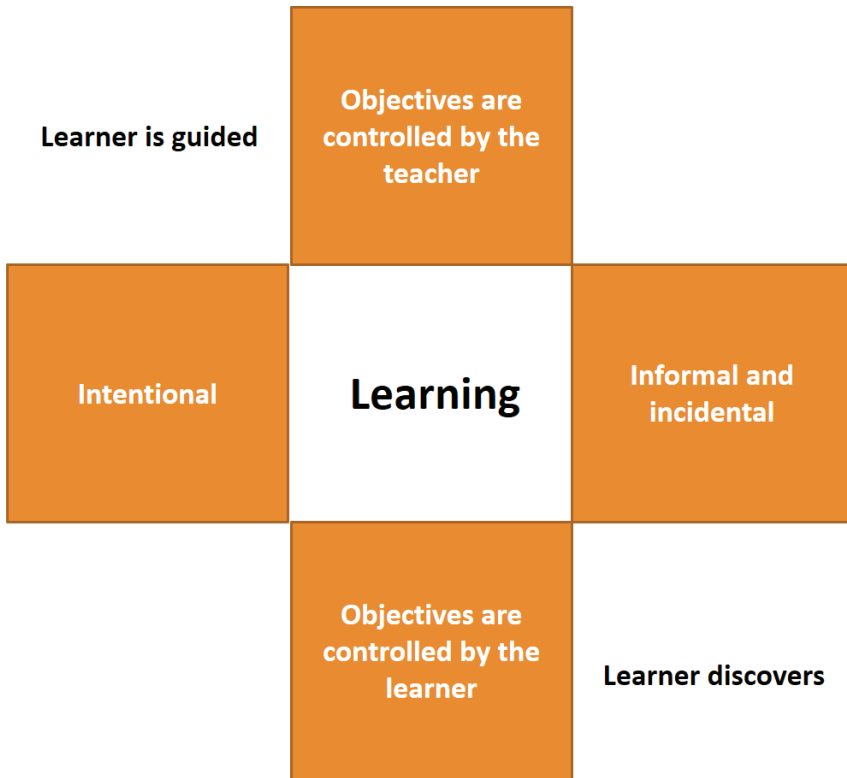 Learner is guided
Objectives are
controlled by the
teacher
Intentional
Learning
Informal and
incidental
Objectives are
controlled by the
learner
Learner discovers